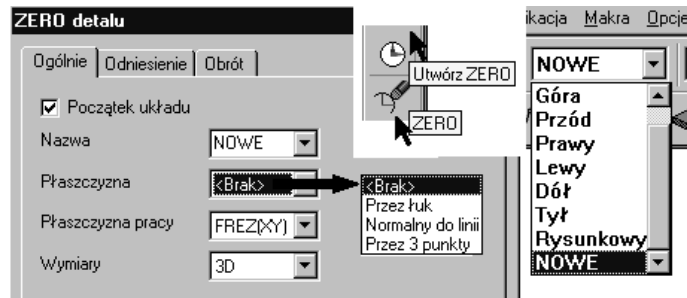 ZERO detalu
Ogólnie Odniesienie Obrót
Początek układu
Nazwa NOWE
Płaszczyzna <Brak>
Płaszczyzna pracy FREZ(XY)
Wymiary 3D
<Brak>
Przez łuk
Normalny do linii
Przez 3 punkty
Utwórz ZERO
ZERO
ikacja Makra Opcje
NOWE
Góra
Przód
Prawy
Lewy
Dół
Tył
Rysunkowy
NOWE